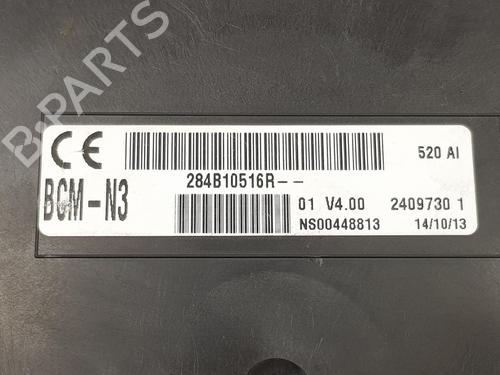 B-PARTS
CE 520 AI
284B10516R--
BCM-N3
01 V4.00 2409730 1
NS00448813 14/10/13